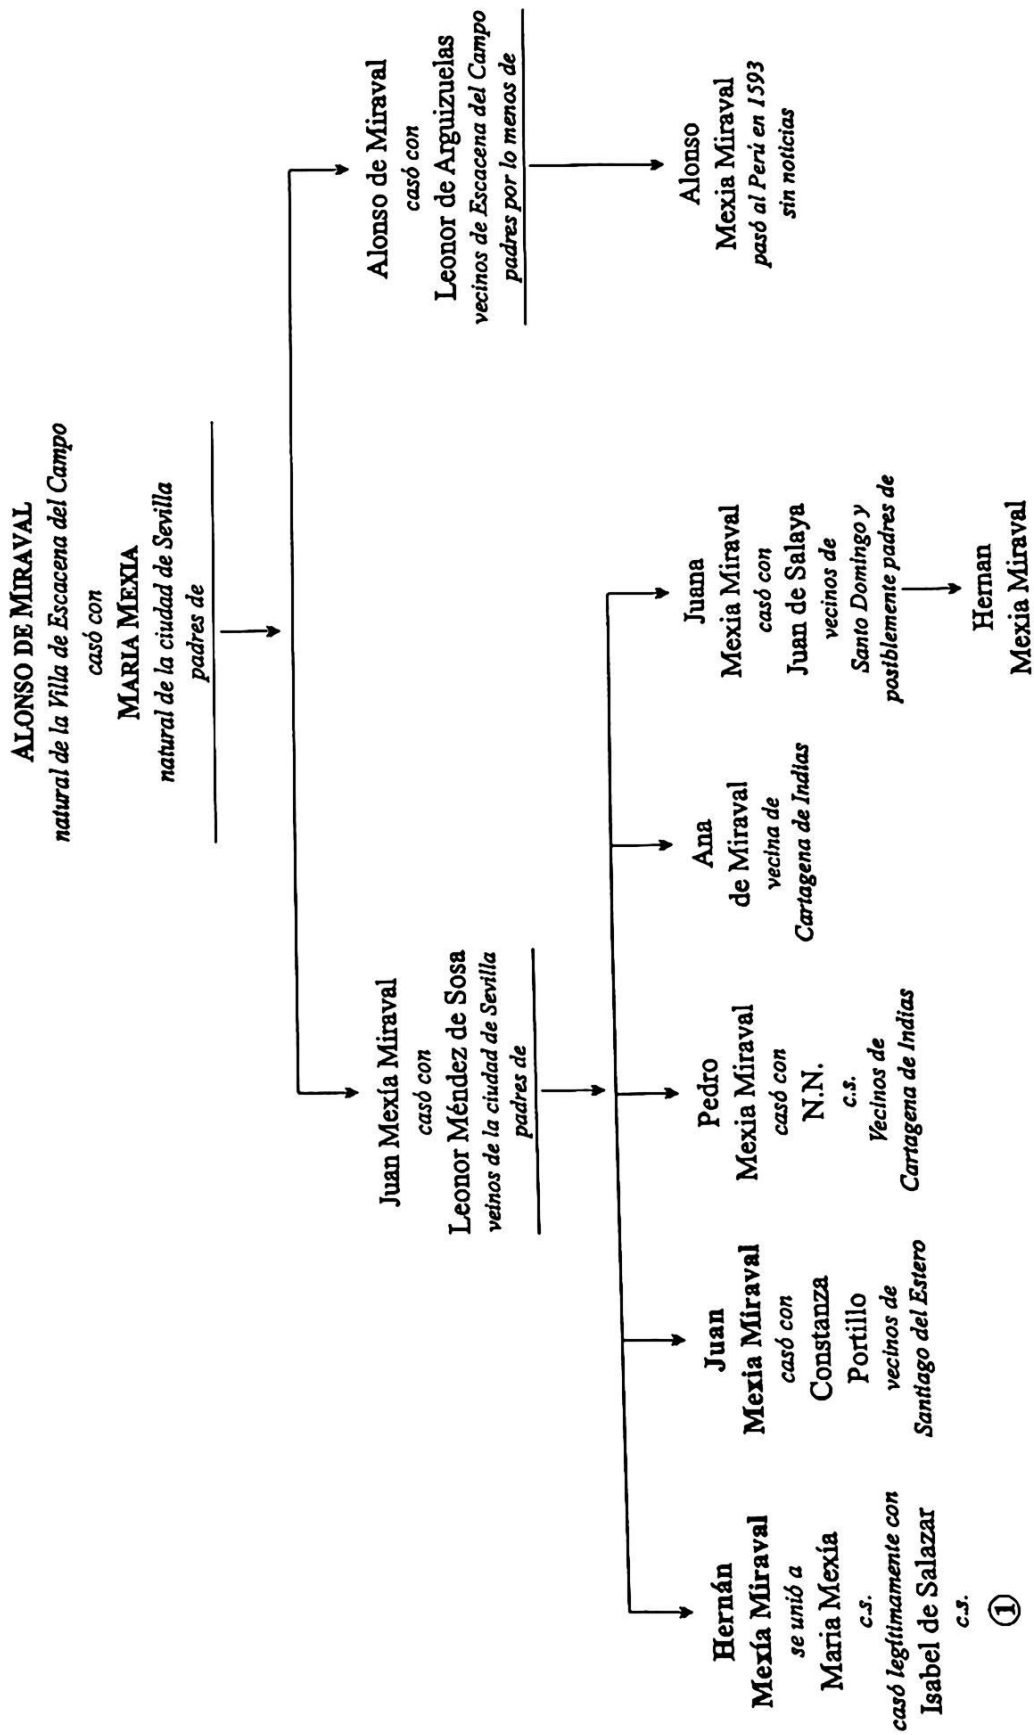 ALONSO DE MIRAVAL
natural de la Villa de Escacena del Campo
casó con
MARIA MEXIA
natural de la ciudad de Sevilla
padres de
Juan Mexía Miraval
casó con
Leonor Méndez de Sosa
veinos de la ciudad de Sevilla
padres de
Alonso de Miraval
casó con
Leonor de Arguizuelas
vecinos de Escacena del Campo
padres por lo menos de
Hernán
Mexía Miraval
se unió a
Maria Mexía
c.s.
casó legítimamente con
Isabel de Salazar
c.s.
①
Juan
Mexia Miraval
casó con
Constanza
Portillo
vecinos de
Santiago del Estero
Pedro
Mexia Miraval
casó con
N.N.
c.s.
Vecinos de
Cartagena de Indias
Ana
de Miraval
vecina de
Cartagena de Indias
Juana
Mexia Miraval
casó con
Juan de Salaya
vecinos de
Santo Domingo y
posiblemente padres de
Hernan
Mexia Miraval
Alonso
Mexia Miraval
pasó al Perú en 1593
sin noticias